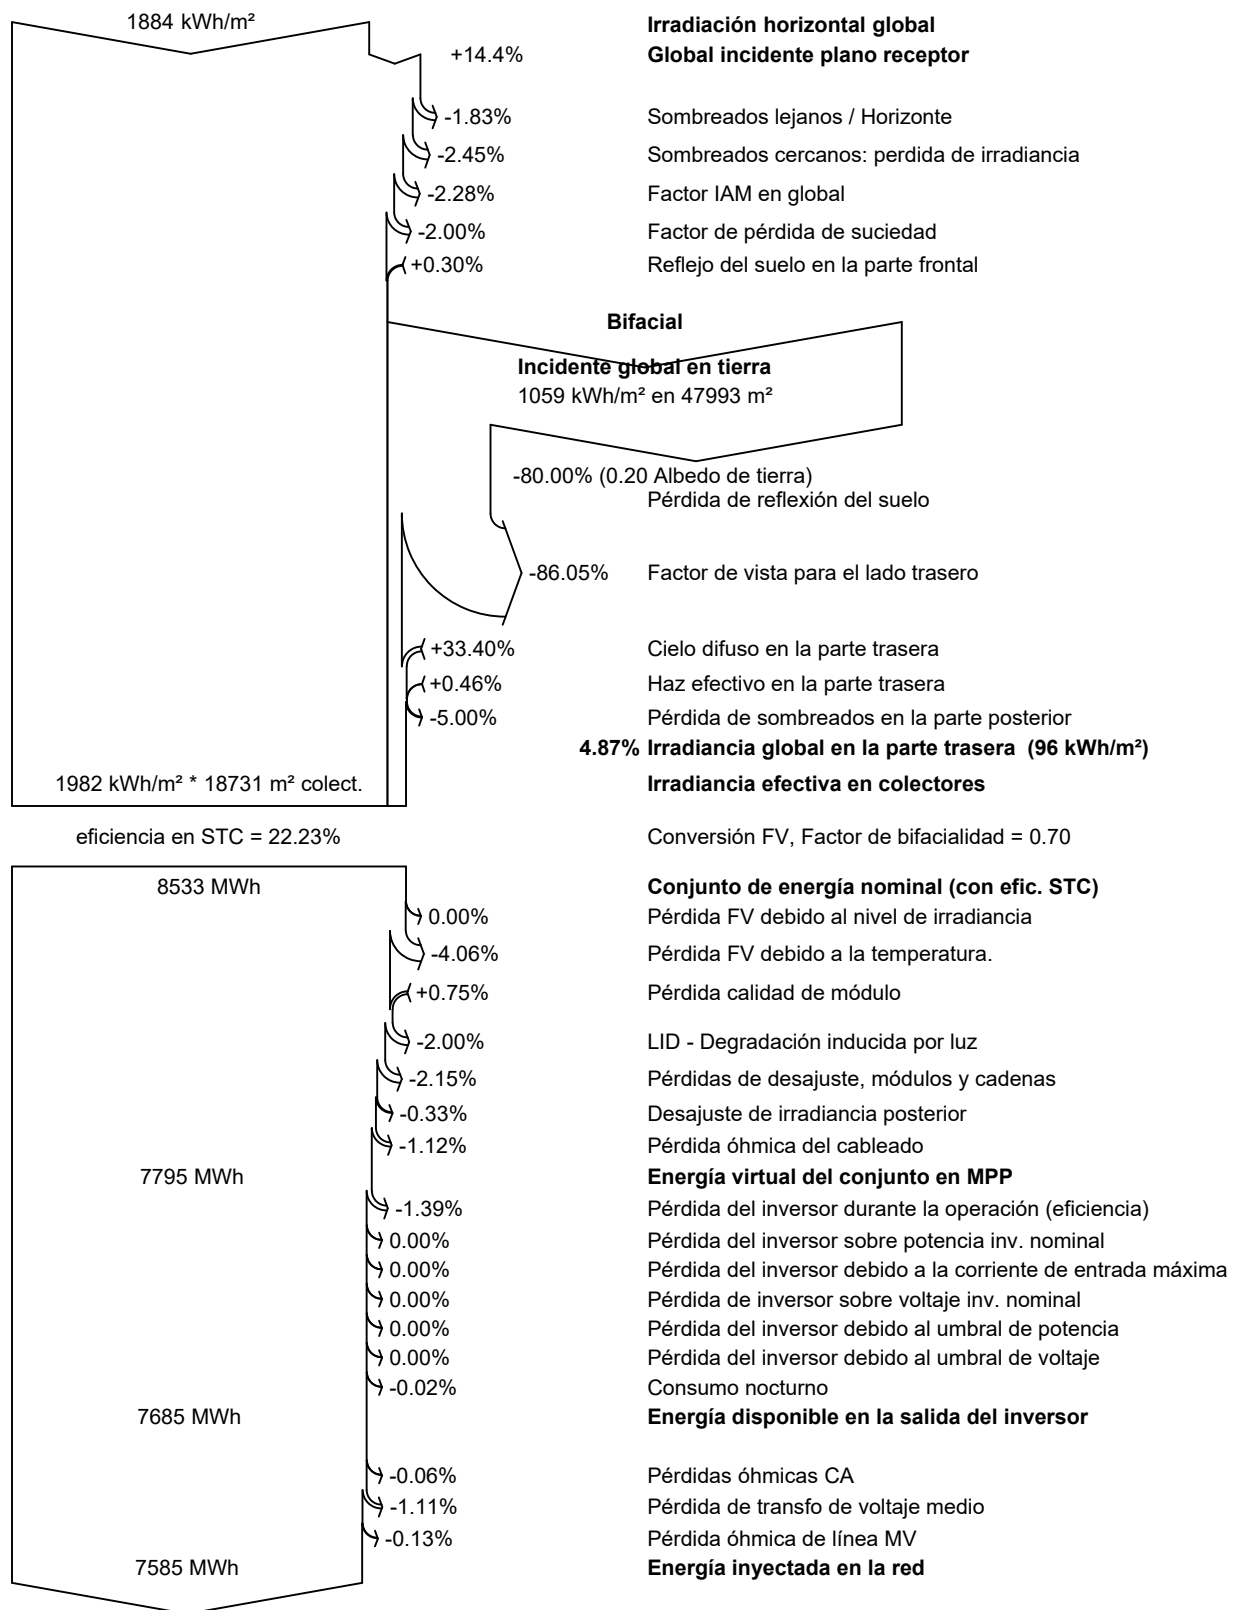 1884 kWh/m² Irradiación horizontal global
+14.4% Global incidente plano receptor
-1.83% Sombreados lejanos / Horizonte
-2.45% Sombreados cercanos: perdida de irradiancia
-2.28% Factor IAM en global
-2.00% Factor de pérdida de suciedad
+0.30% Reflejo del suelo en la parte frontal
Bifacial
Incidente global en tierra
1059 kWh/m² en 47993 m²
-80.00% (0.20 Albedo de tierra)
Pérdida de reflexión del suelo
-86.05% Factor de vista para el lado trasero
+33.40% Cielo difuso en la parte trasera
+0.46% Haz efectivo en la parte trasera
-5.00% Pérdida de sombreados en la parte posterior
4.87% Irradiancia global en la parte trasera (96 kWh/m²)
1982 kWh/m² * 18731 m² colect. Irradiancia efectiva en colectores
eficiencia en STC = 22.23% Conversión FV, Factor de bifacialidad = 0.70
8533 MWh Conjunto de energía nominal (con efic. STC)
0.00% Pérdida FV debido al nivel de irradiancia
-4.06% Pérdida FV debido a la temperatura.
+0.75% Pérdida calidad de módulo
-2.00% LID - Degradación inducida por luz
-2.15% Pérdidas de desajuste, módulos y cadenas
-0.33% Desajuste de irradiancia posterior
-1.12% Pérdida óhmica del cableado
7795 MWh Energía virtual del conjunto en MPP
-1.39% Pérdida del inversor durante la operación (eficiencia)
0.00% Pérdida del inversor sobre potencia inv. nominal
0.00% Pérdida del inversor debido a la corriente de entrada máxima
0.00% Pérdida de inversor sobre voltaje inv. nominal
0.00% Pérdida del inversor debido al umbral de potencia
0.00% Pérdida del inversor debido al umbral de voltaje
-0.02% Consumo nocturno
7685 MWh Energía disponible en la salida del inversor
-0.06% Pérdidas óhmicas CA
-1.11% Pérdida de transfo de voltaje medio
-0.13% Pérdida óhmica de línea MV
7585 MWh Energía inyectada en la red